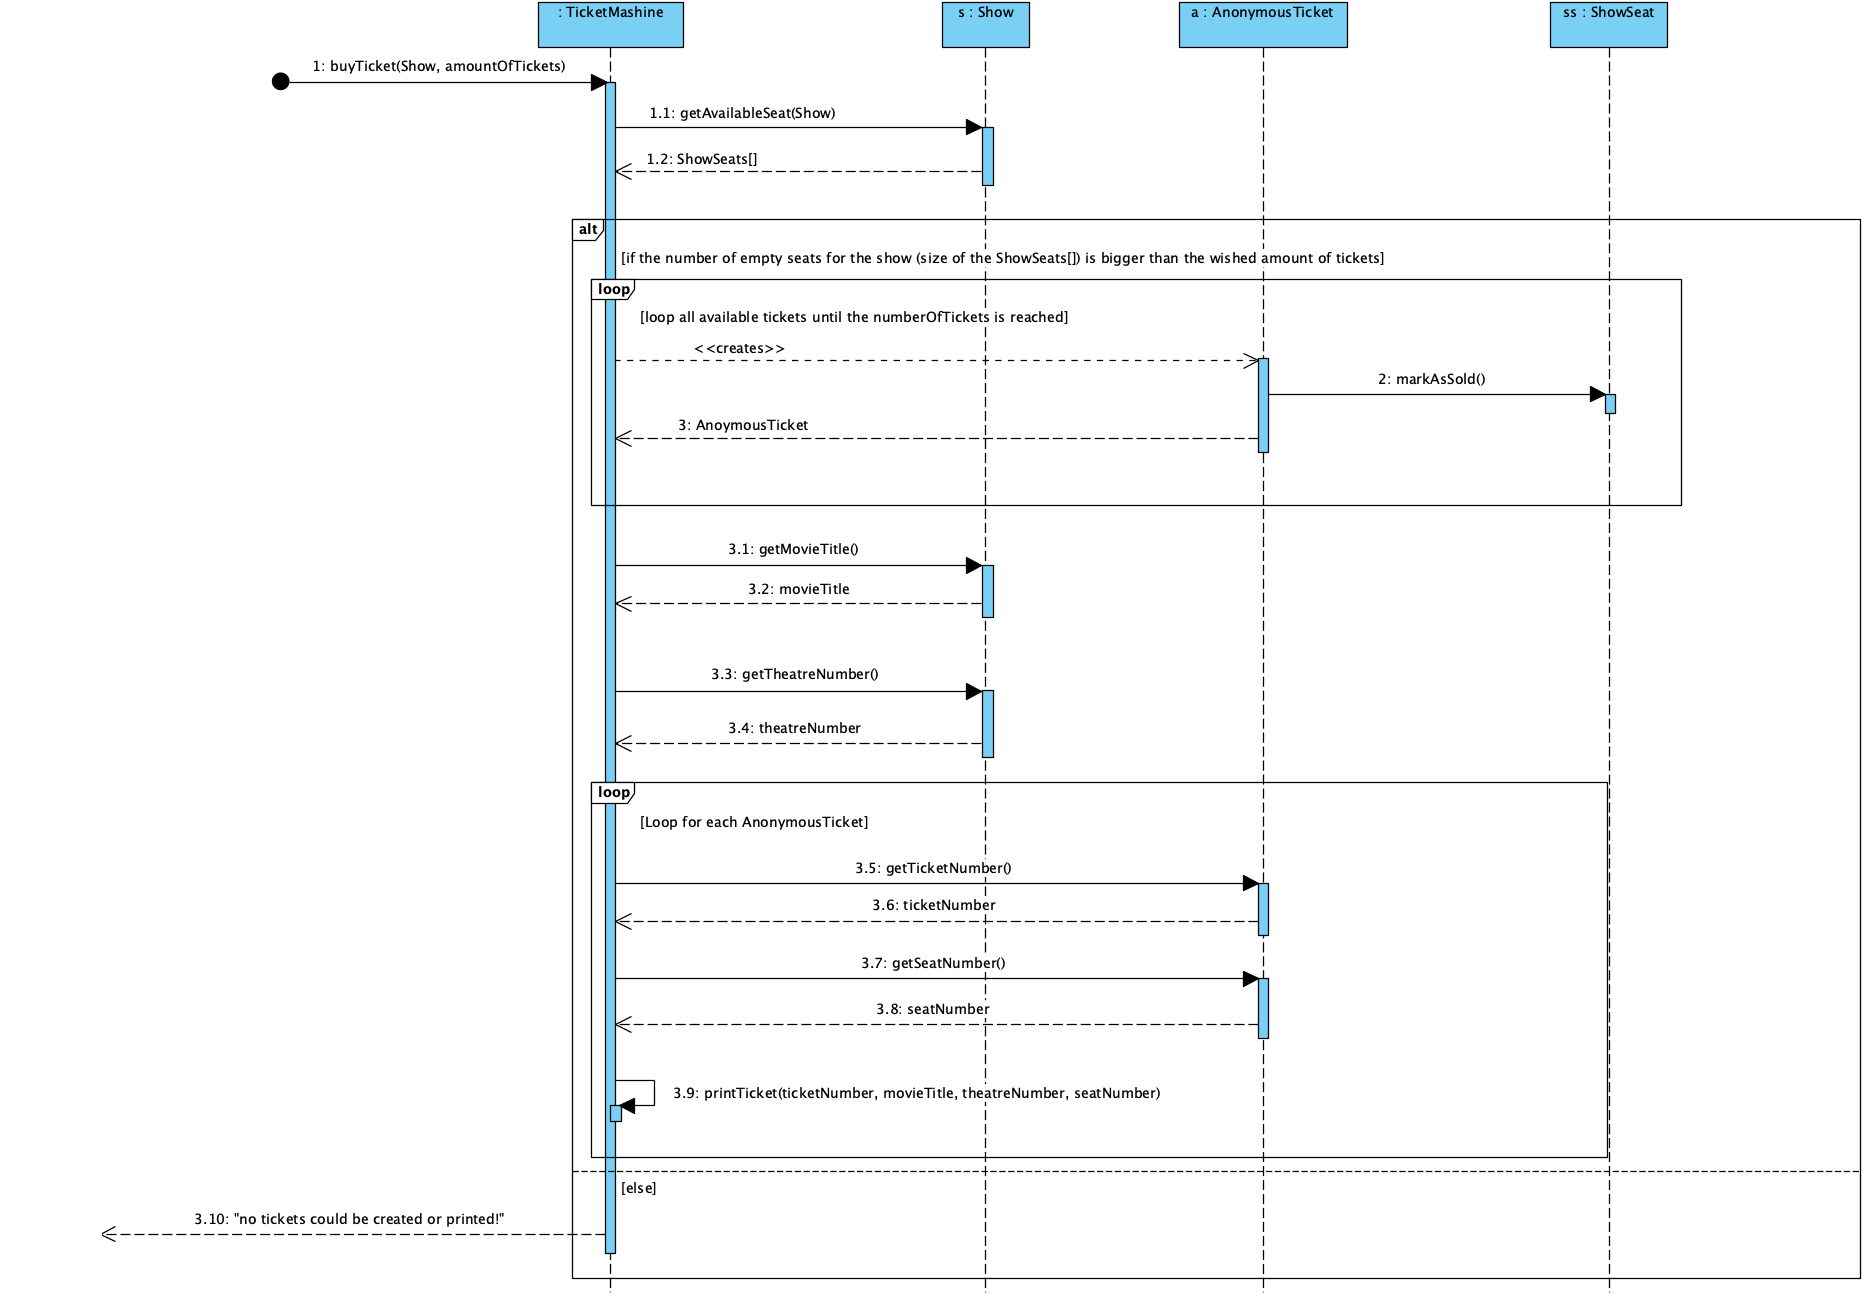 : TicketMashine
s : Show
a : AnonymousTicket
ss : ShowSeat
1: buyTicket(Show, amountOfTickets)
1.1: getAvailableSeat(Show)
1.2: ShowSeats[]
alt
[if the number of empty seats for the show (size of the ShowSeats[]) is bigger than the wished amount of tickets]
loop
[loop all available tickets until the numberOfTickets is reached]
<<creates>>
2: markAsSold()
3: AnoymousTicket
3.1: getMovieTitle()
3.2: movieTitle
3.3: getTheatreNumber()
3.4: theatreNumber
loop
[Loop for each AnonymousTicket]
3.5: getTicketNumber()
3.6: ticketNumber
3.7: getSeatNumber()
3.8: seatNumber
3.9: printTicket(ticketNumber, movieTitle, theatreNumber, seatNumber)
[else]
3.10: "no tickets could be created or printed!"